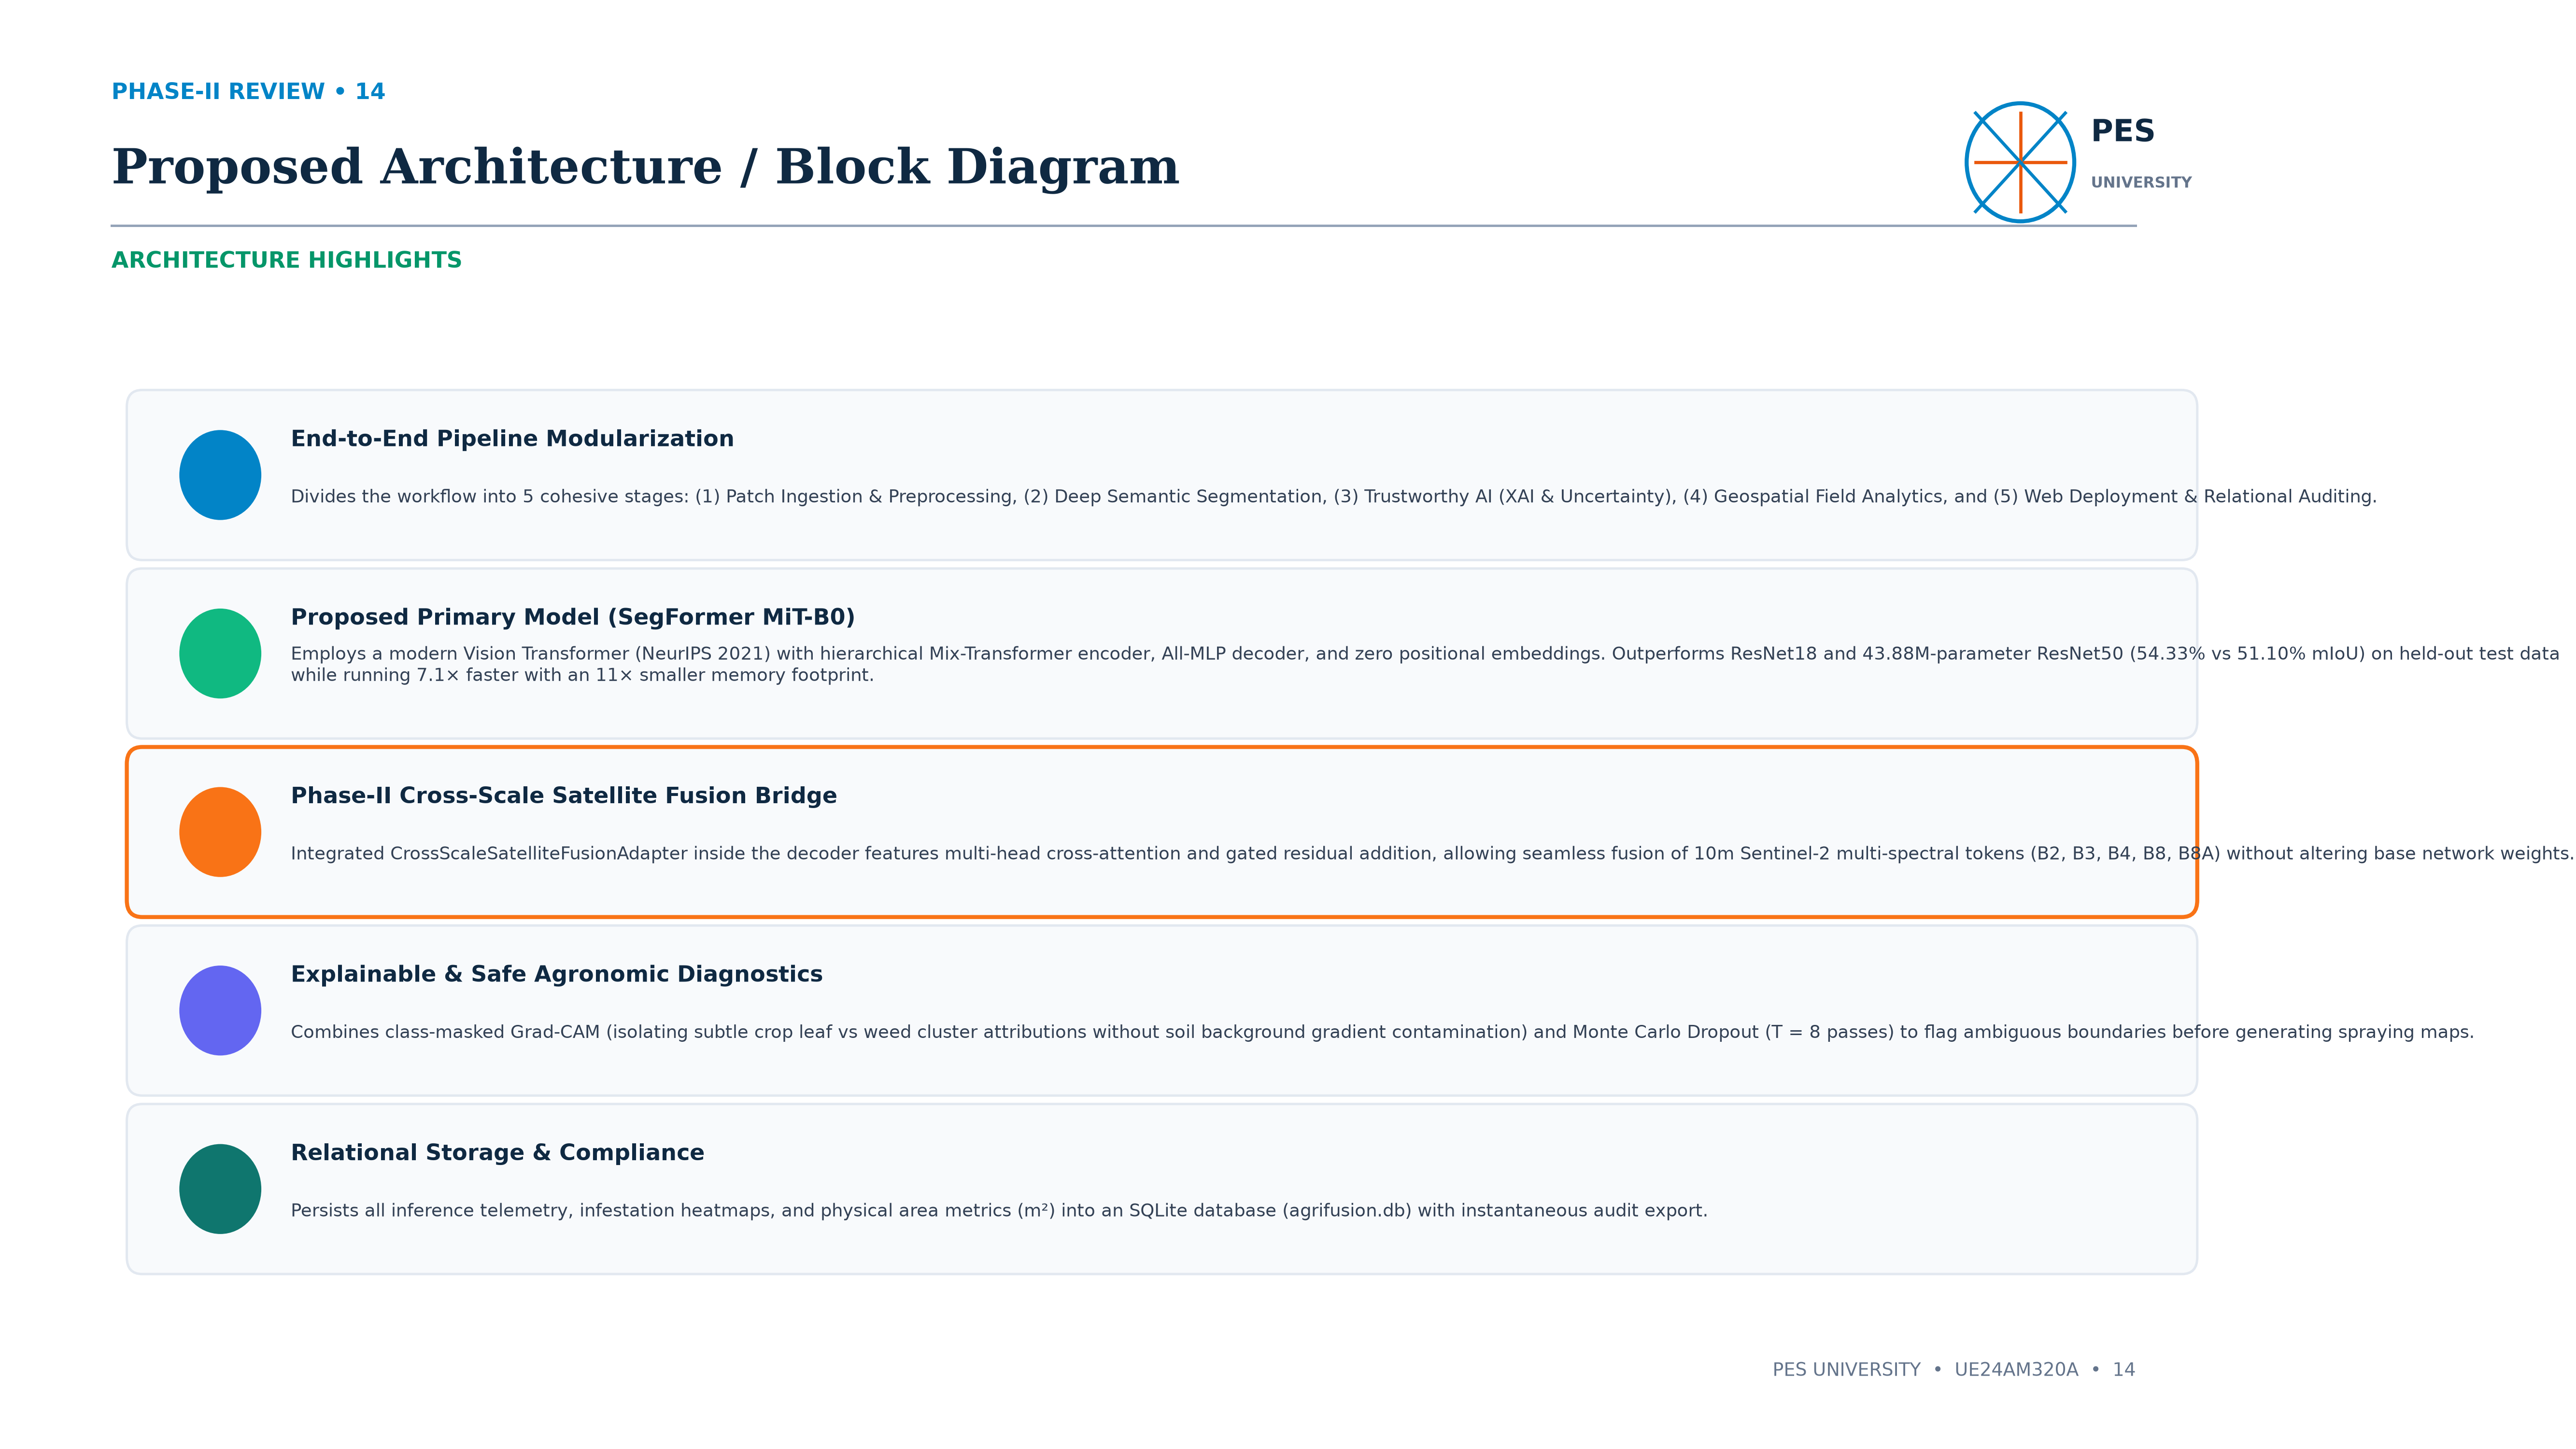 PHASE-II REVIEW • 14
Proposed Architecture / Block Diagram
PES
UNIVERSITY
ARCHITECTURE HIGHLIGHTS
End-to-End Pipeline Modularization
Divides the workflow into 5 cohesive stages: (1) Patch Ingestion & Preprocessing, (2) Deep Semantic Segmentation, (3) Trustworthy AI (XAI & Uncertainty), (4) Geospatial Field Analytics, and (5) Web Deployment & Relational Auditing.
Proposed Primary Model (SegFormer MiT-B0)
Employs a modern Vision Transformer (NeurIPS 2021) with hierarchical Mix-Transformer encoder, All-MLP decoder, and zero positional embeddings. Outperforms ResNet18 and 43.88M-parameter ResNet50 (54.33% vs 51.10% mIoU) on held-out test data
while running 7.1× faster with an 11× smaller memory footprint.
Phase-II Cross-Scale Satellite Fusion Bridge
Integrated CrossScaleSatelliteFusionAdapter inside the decoder features multi-head cross-attention and gated residual addition, allowing seamless fusion of 10m Sentinel-2 multi-spectral tokens (B2, B3, B4, B8, B8A) without altering base network weights.
Explainable & Safe Agronomic Diagnostics
Combines class-masked Grad-CAM (isolating subtle crop leaf vs weed cluster attributions without soil background gradient contamination) and Monte Carlo Dropout (T = 8 passes) to flag ambiguous boundaries before generating spraying maps.
Relational Storage & Compliance
Persists all inference telemetry, infestation heatmaps, and physical area metrics (m²) into an SQLite database (agrifusion.db) with instantaneous audit export.
PES UNIVERSITY • UE24AM320A • 14